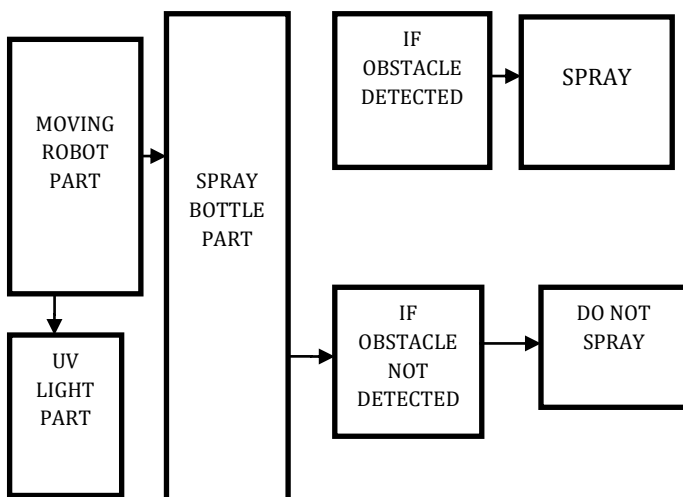 MOVING
ROBOT
PART
UV
LIGHT
PART
SPRAY
BOTTLE
PART
IF
OBSTACLE
DETECTED
SPRAY
IF
OBSTACLE
NOT
DETECTED
DO NOT
SPRAY